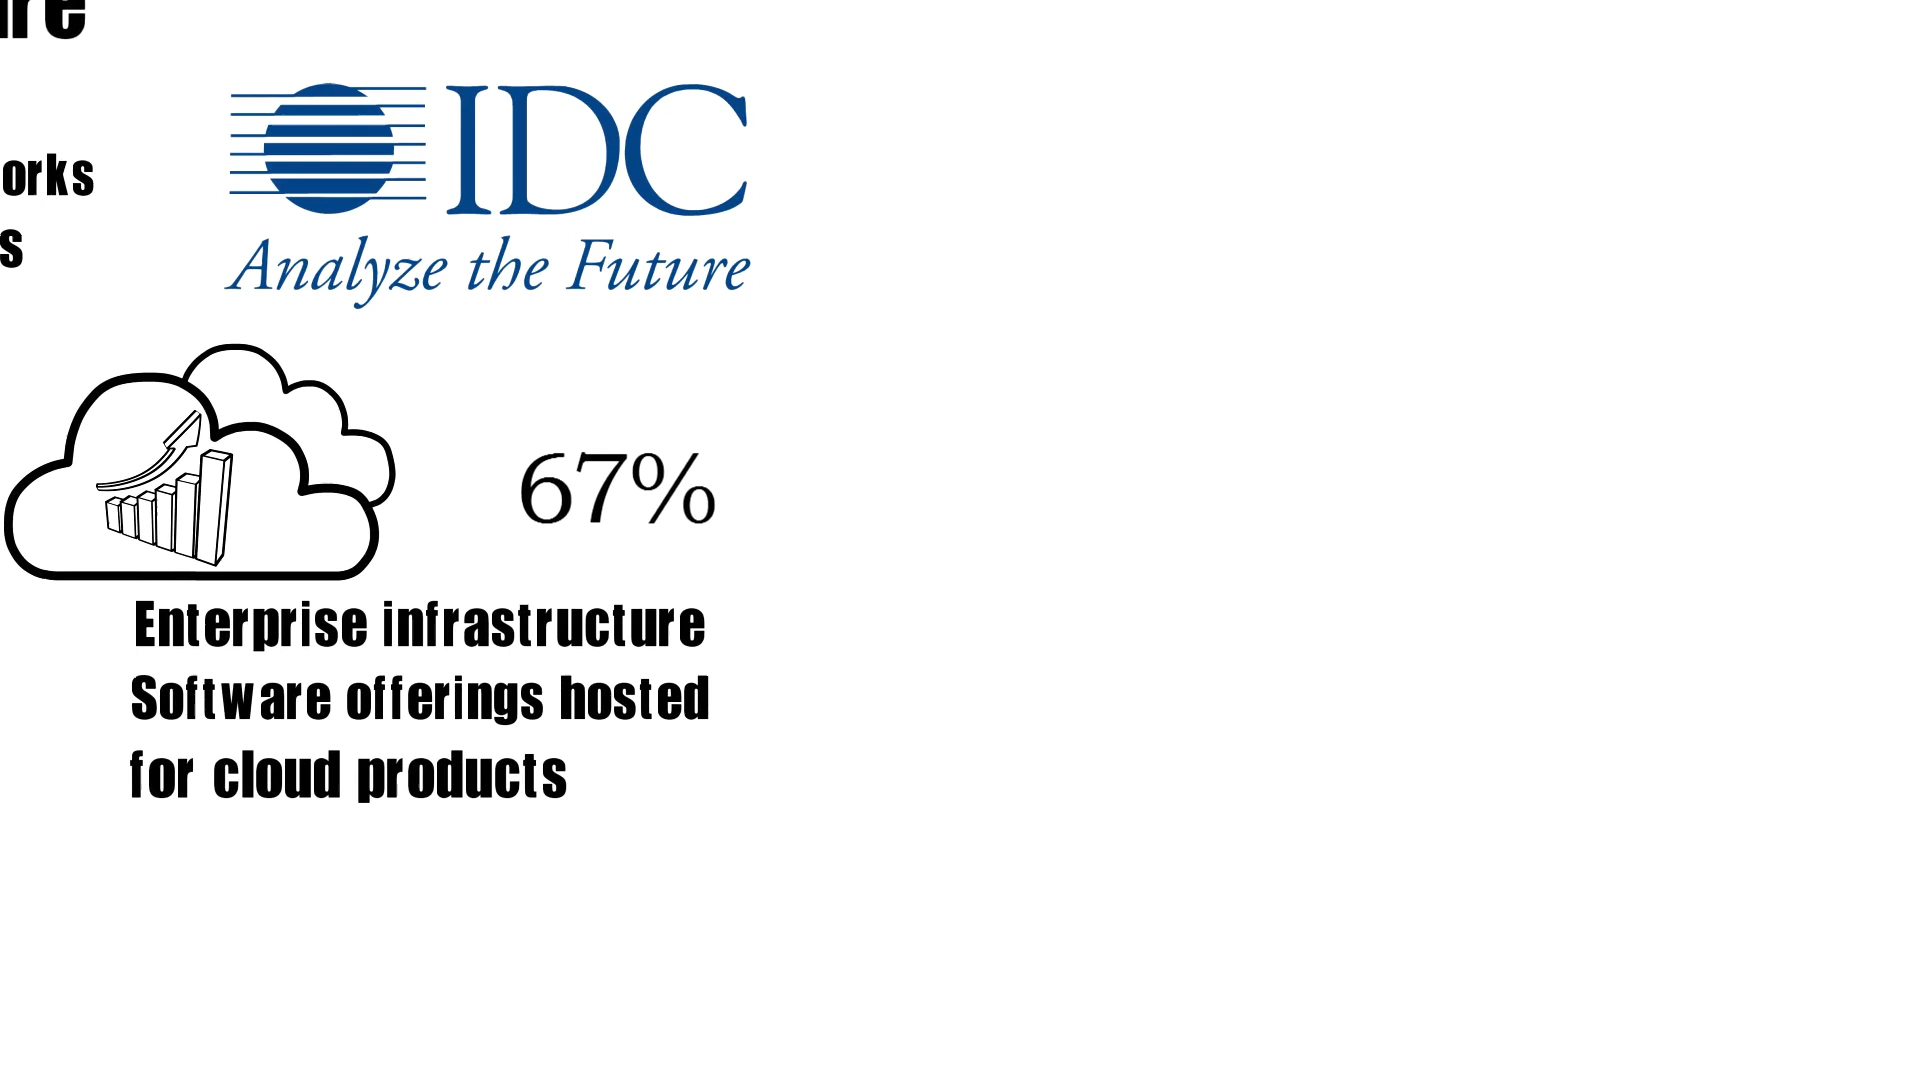 IDC
Analyze the Future
67%
Enterprise infrastructure
Software offerings hosted
for cloud products